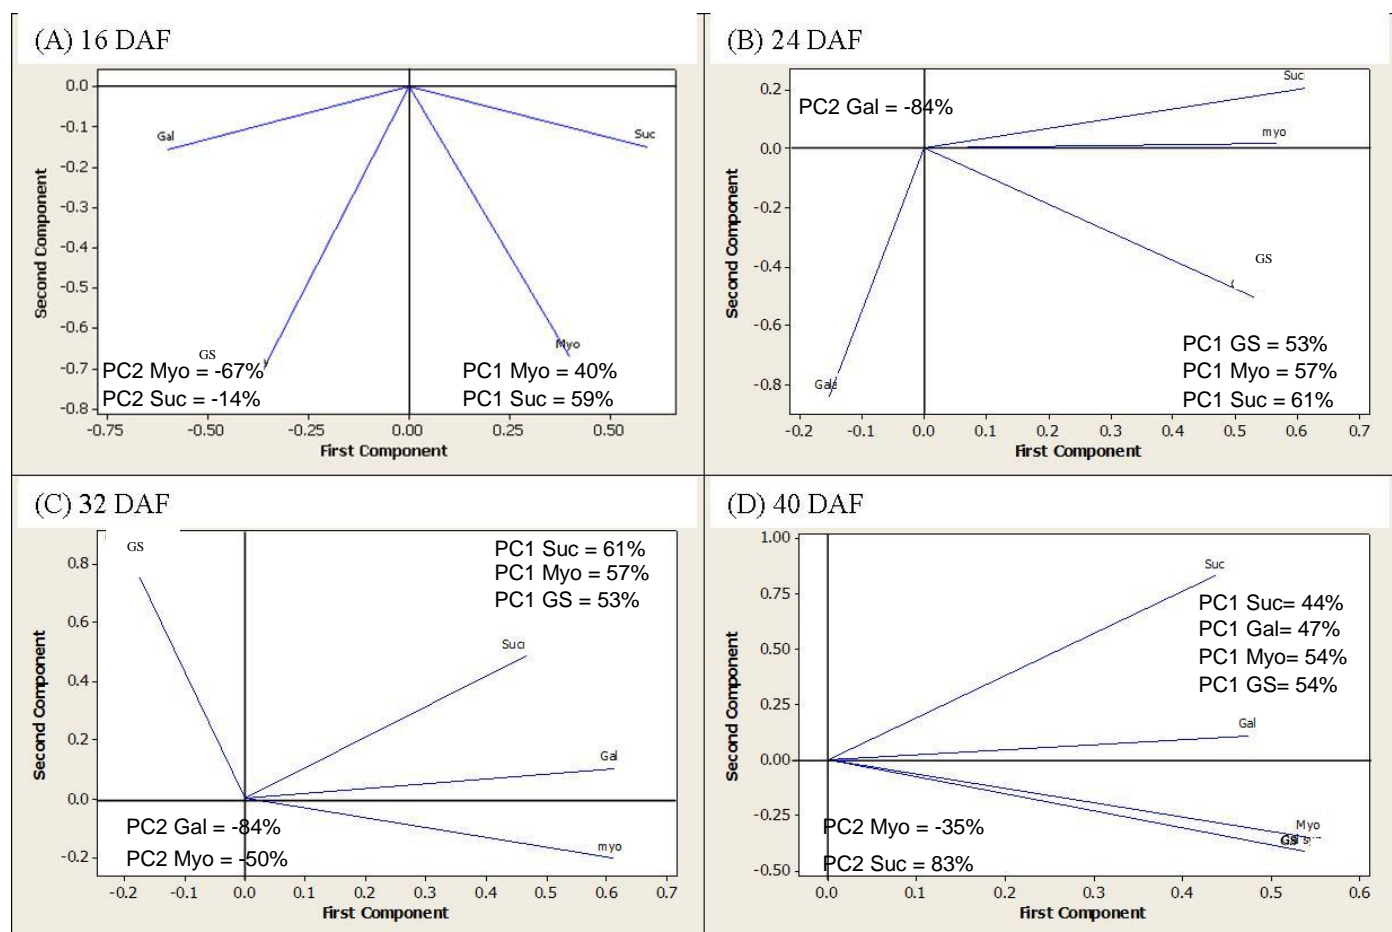 (A) 16 DAF
0.0
-0.1
-0.2
-0.3
-0.4
-0.5
-0.6
-0.7
-0.8
Second Component
Gal
Suc
GS
Myo
PC2 Myo = -67%
PC2 Suc = -14%
PC1 Myo = 40%
PC1 Suc = 59%
-0.75 -0.50 -0.25 0.00 0.25 0.50
First Component
(B) 24 DAF
0.2
0.0
-0.2
-0.4
-0.6
-0.8
Second Component
PC2 Gal = -84%
Suc
myo
GS
Gal
PC1 GS = 53%
PC1 Myo = 57%
PC1 Suc = 61%
-0.2 -0.1 0.0 0.1 0.2 0.3 0.4 0.5 0.6 0.7
First Component
(C) 32 DAF
0.8
0.6
0.4
0.2
0.0
-0.2
Second Component
GS
PC1 Suc = 61%
PC1 Myo = 57%
PC1 GS = 53%
Suc
Gal
myo
PC2 Gal = -84%
PC2 Myo = -50%
-0.2 -0.1 0.0 0.1 0.2 0.3 0.4 0.5 0.6 0.7
First Component
(D) 40 DAF
1.00
0.75
0.50
0.25
0.00
-0.25
-0.50
Second Component
Suc
PC1 Suc= 44%
PC1 Gal= 47%
PC1 Myo= 54%
PC1 GS= 54%
Gal
Myo
GS
PC2 Myo = -35%
PC2 Suc = 83%
0.0 0.1 0.2 0.3 0.4 0.5 0.6
First Component